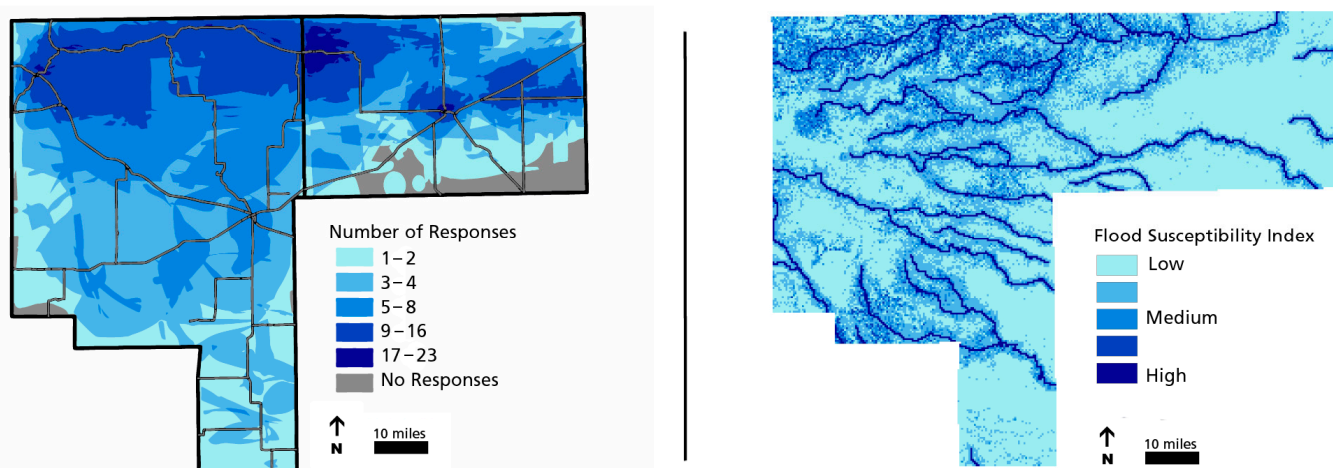 Number of Responses
1–2
3–4
5–8
9–16
17–23
No Responses
N
10 miles
Flood Susceptibility Index
Low
Medium
High
N
10 miles